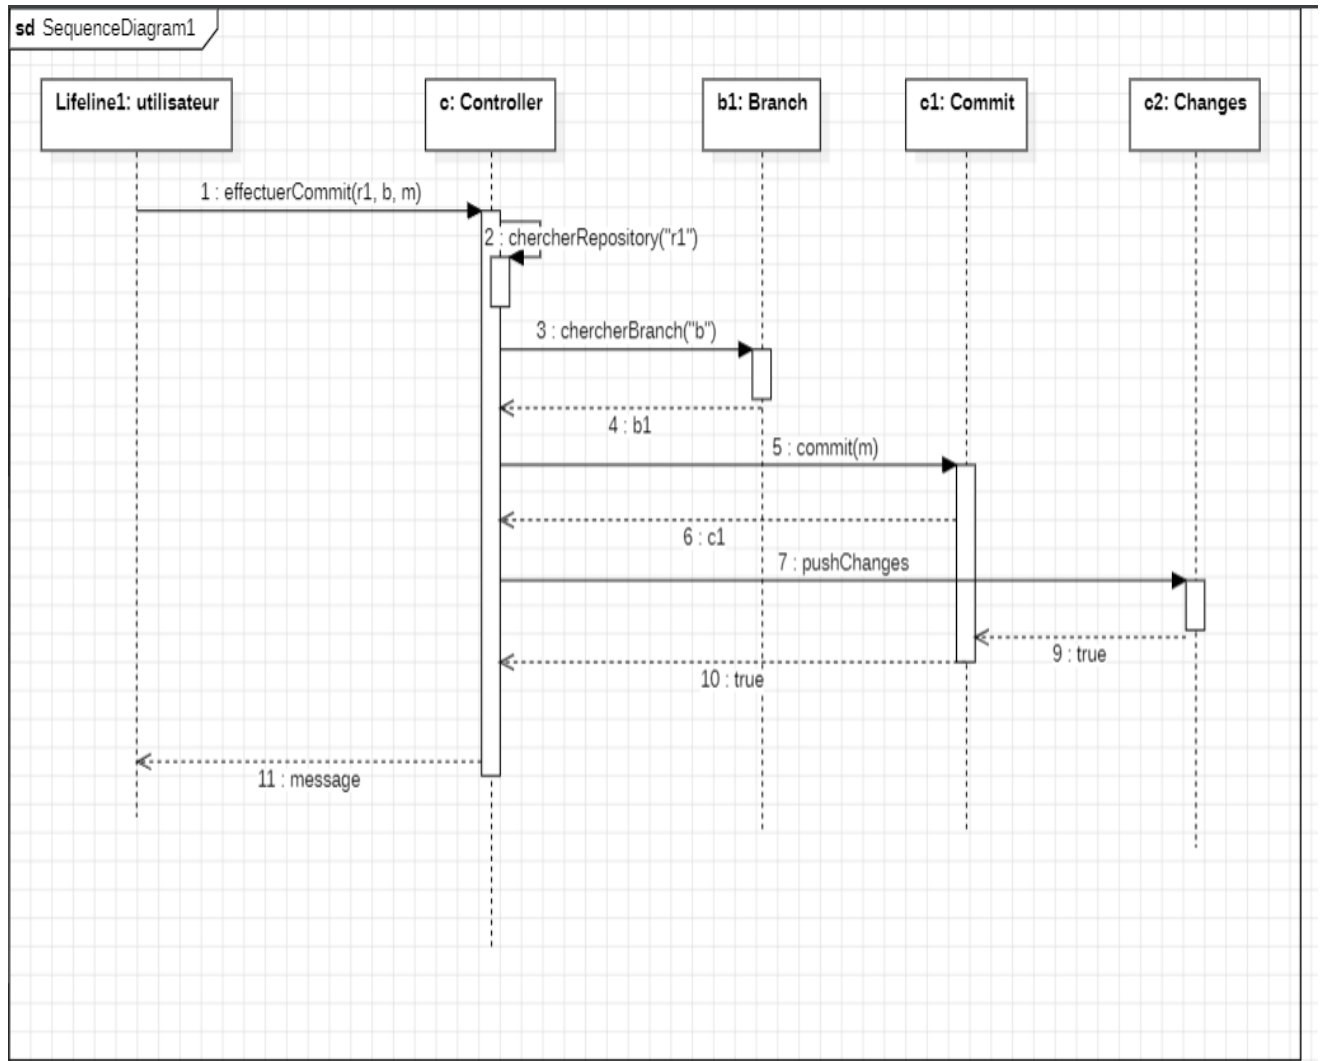 sd SequenceDiagram1
Lifeline1: utilisateur
c: Controller
b1: Branch
c1: Commit
c2: Changes
1 : effectuerCommit(r1, b, m)
2 : chercherRepository("r1")
3 : chercherBranch("b")
4 : b1
5 : commit(m)
6 : c1
7 : pushChanges
9 : true
10 : true
11 : message